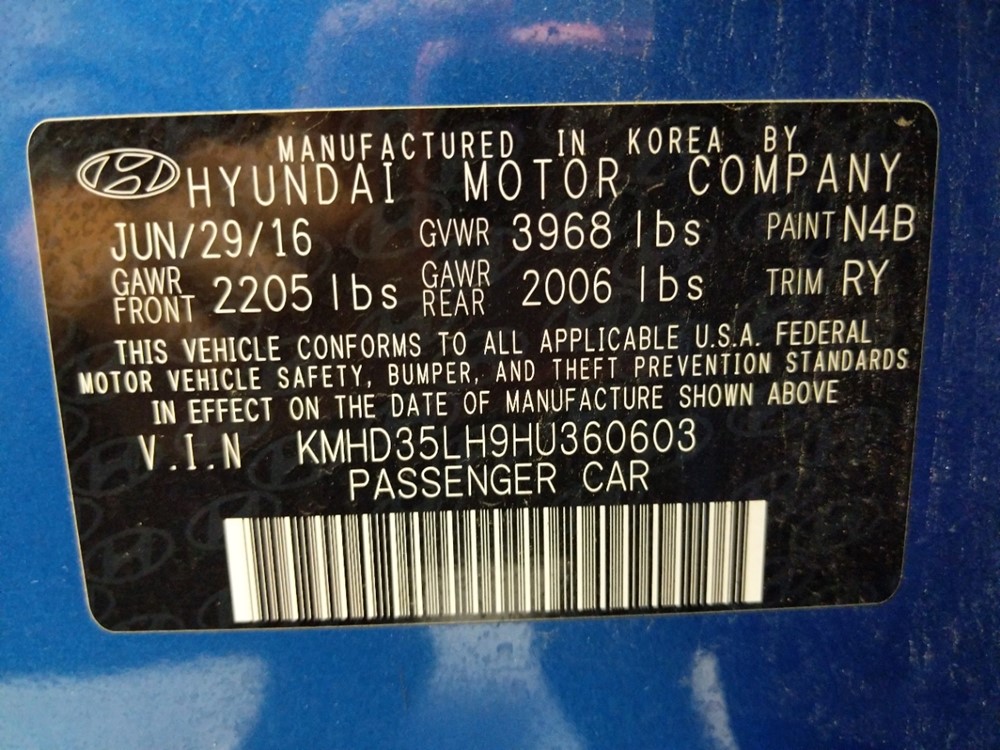 MANUFACTURED IN KOREA BY
HYUNDAI MOTOR COMPANY
JUN/29/16 GVWR 3968 lbs PAINT N4B
GAWR FRONT 2205 lbs GAWR REAR 2006 lbs TRIM RY
THIS VEHICLE CONFORMS TO ALL APPLICABLE U.S.A. FEDERAL
MOTOR VEHICLE SAFETY, BUMPER, AND THEFT PREVENTION STANDARDS
IN EFFECT ON THE DATE OF MANUFACTURE SHOWN ABOVE
V.I.N KMHD35LH9HU360603
PASSENGER CAR